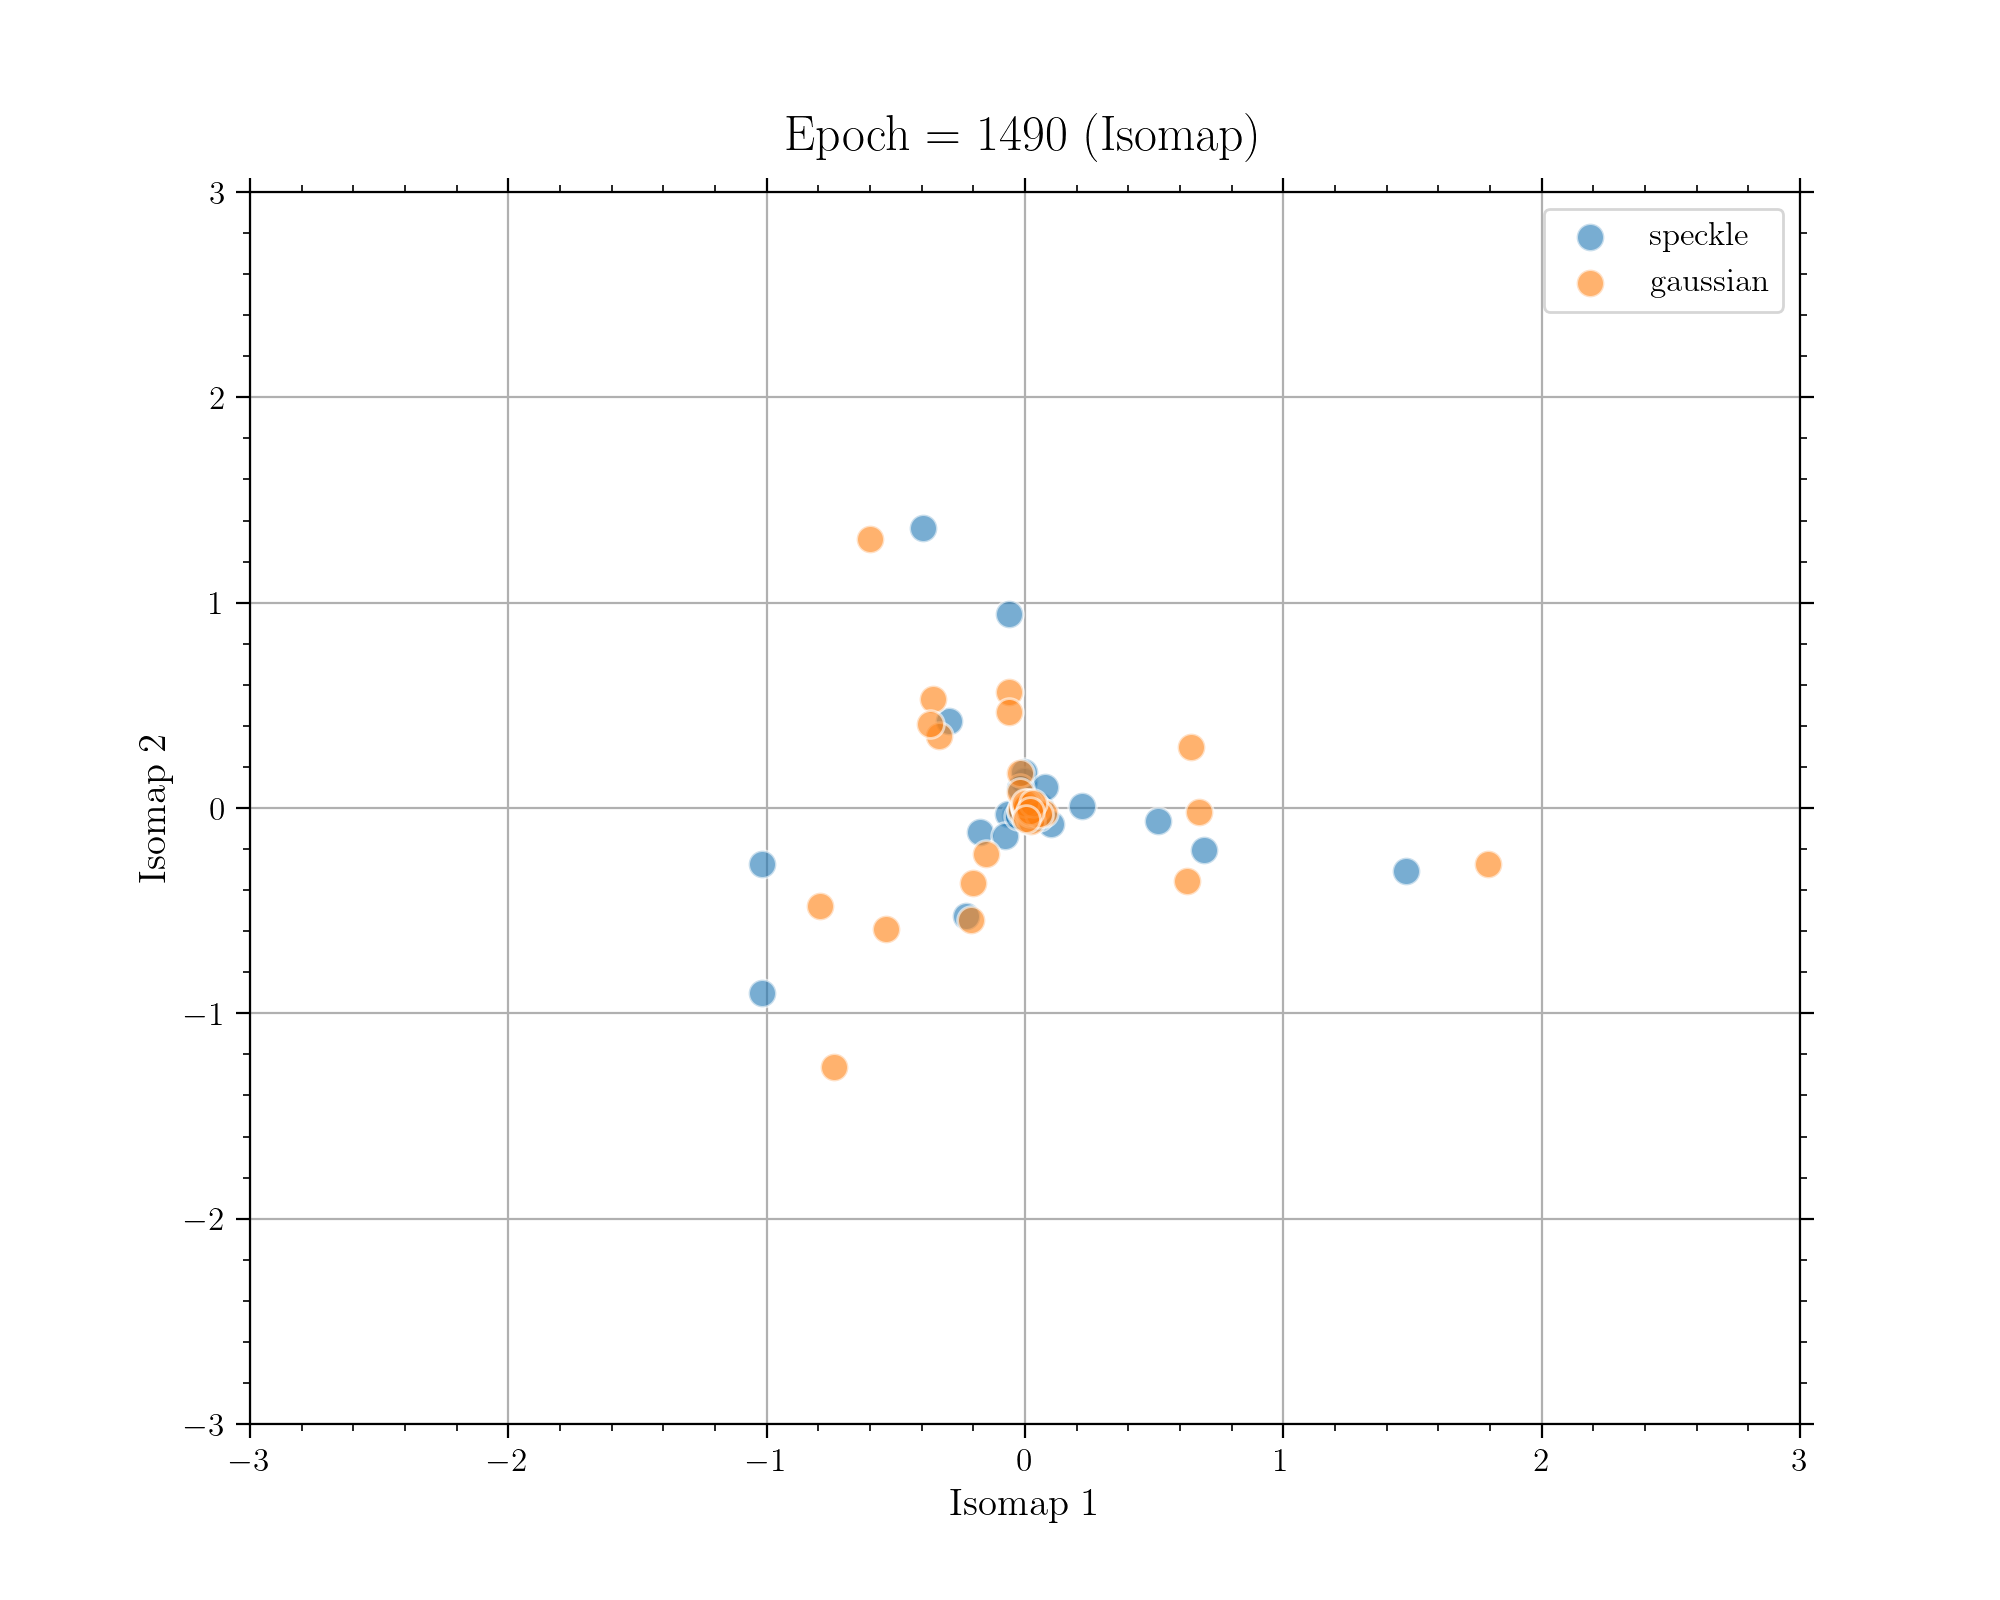 Epoch = 1490 (Isomap)
speckle
gaussian
3
2
1
0
−1
−2
−3
Isomap 2
−3 −2 −1 0 1 2 3
Isomap 1